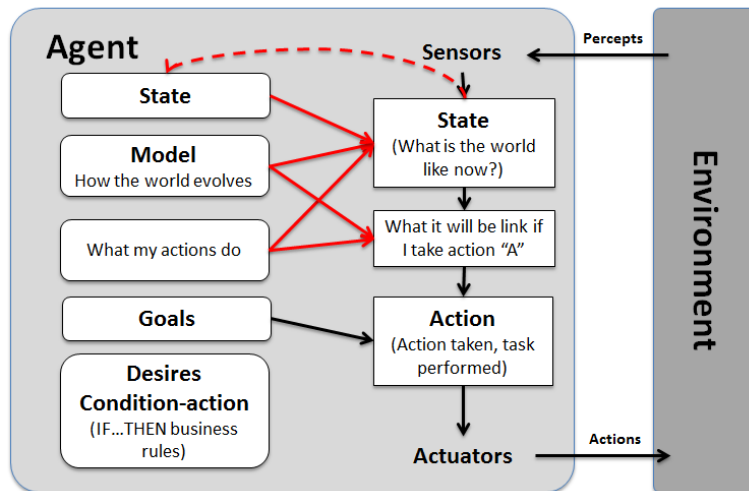 Agent
Sensors
Percepts
State
State
(What is the world
like now?)
Model
How the world evolves
What my actions do
What it will be link if
I take action “A”
Goals
Action
(Action taken, task
performed)
Desires
Condition-action
(IF...THEN business
rules)
Actuators
Actions
Environment